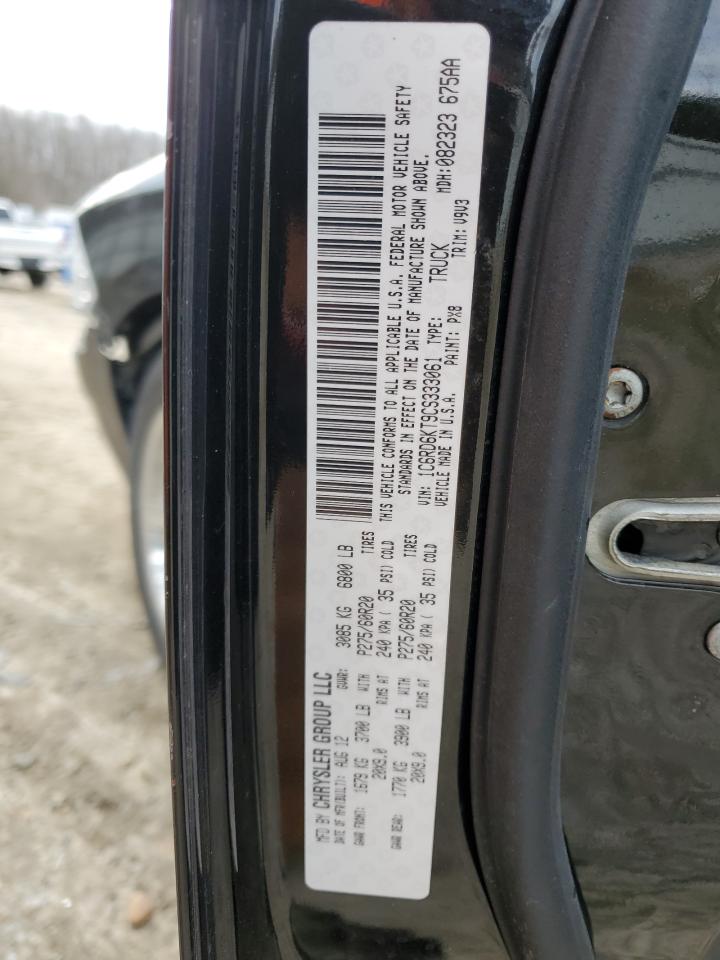 MFD BY CHRYSLER GROUP LLC
DATE OF MFR(BUILT): AUG 12 GVWR: 3085 KG 6800 LB
GAWR FRONT: 1679 KG 3700 LB WITH P275/60R20 TIRES
20X9.0 RIMS AT 240 KPA ( 35 PSI) COLD
GAWR REAR: 1770 KG 3900 LB WITH P275/60R20 TIRES
20X9.0 RIMS AT 240 KPA ( 35 PSI) COLD
THIS VEHICLE CONFORMS TO ALL APPLICABLE U.S.A. FEDERAL MOTOR VEHICLE SAFETY
STANDARDS IN EFFECT ON THE DATE OF MANUFACTURE SHOWN ABOVE.
VIN: 1C6RD6KT9CS333061 TYPE: TRUCK MDH:082323 675AA
VEHICLE MADE IN U.S.A. PAINT: PX8 TRIM: V9V3